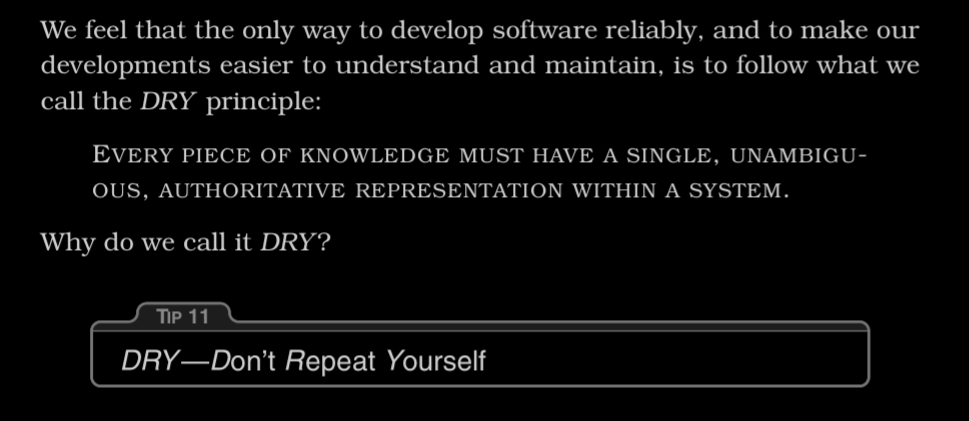 We feel that the only way to develop software reliably, and to make our
developments easier to understand and maintain, is to follow what we
call the DRY principle:
EVERY PIECE OF KNOWLEDGE MUST HAVE A SINGLE, UNAMBIGU-
OUS, AUTHORITATIVE REPRESENTATION WITHIN A SYSTEM.
Why do we call it DRY?
TIP 11
DRY—Don’t Repeat Yourself